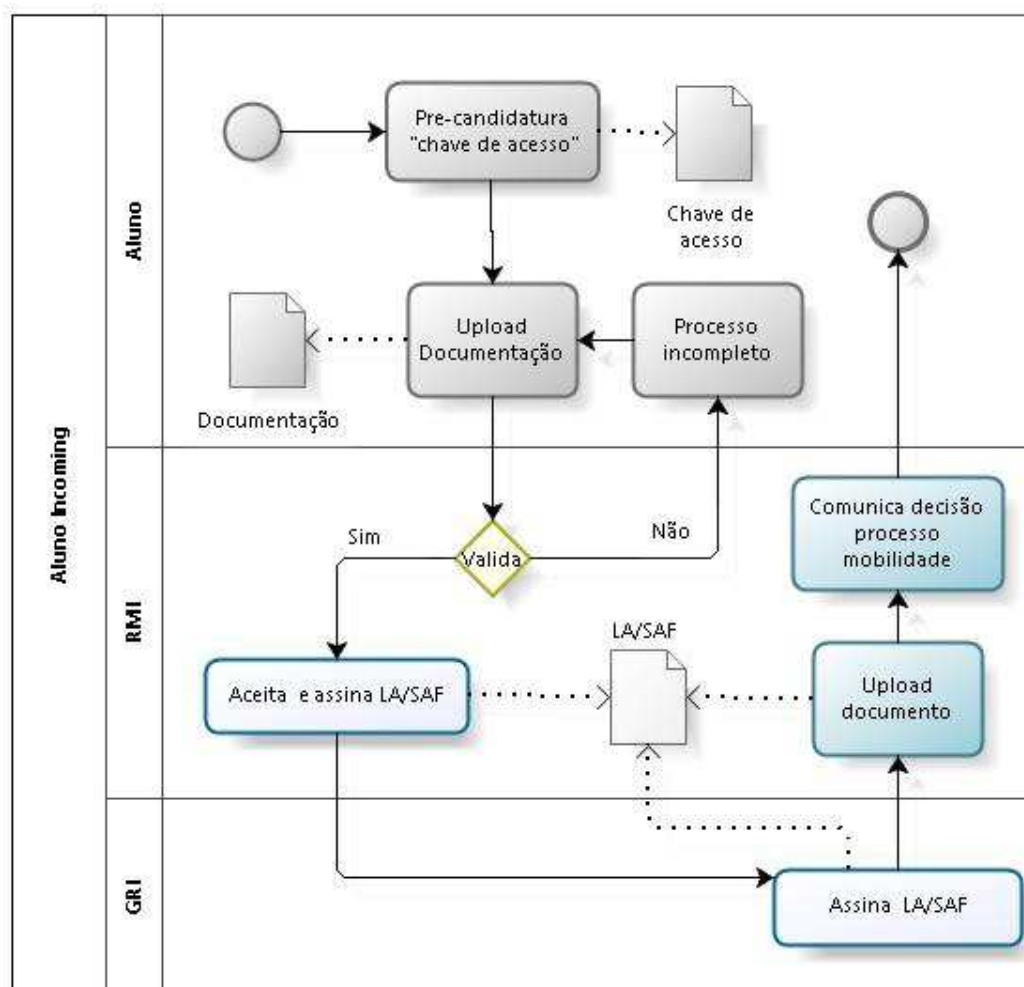 Aluno Incoming
Aluno
Pre-candidatura
"chave de acesso"
Chave de
acesso
Upload
Documentação
Processo
incompleto
Documentação
RMI
Sim
Valida
Não
Comunica decisão
processo
mobilidade
LA/SAF
Aceita e assina LA/SAF
Upload
documento
GRI
Assina LA/SAF